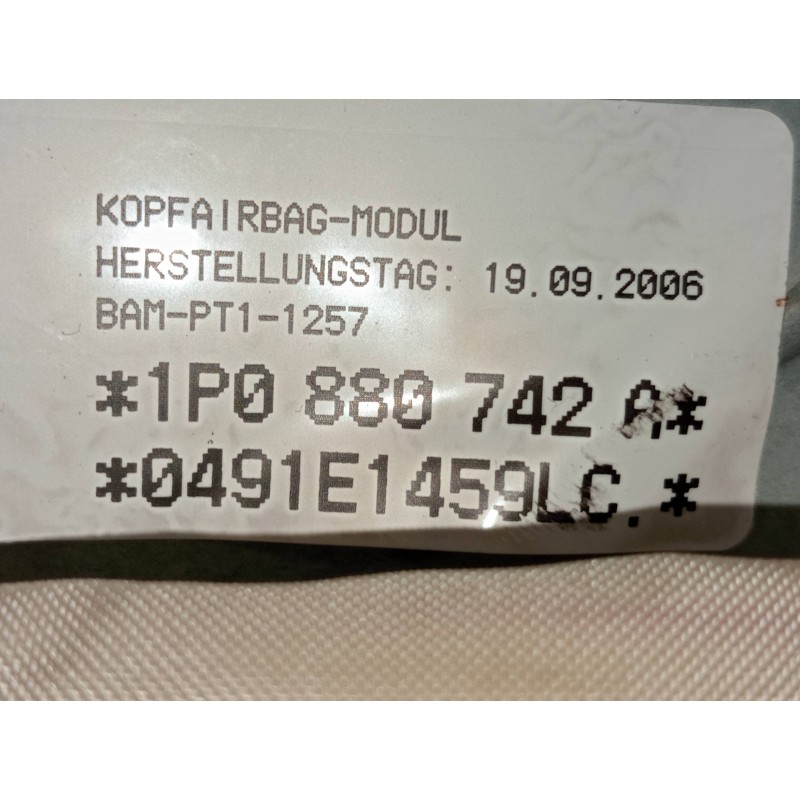 KOPFAIRBAG-MODUL
HERSTELLUNGSTAG: 19.09.2006
BAM-PT1-1257
*1P0 880 742 A*
*0491E1459LC.*